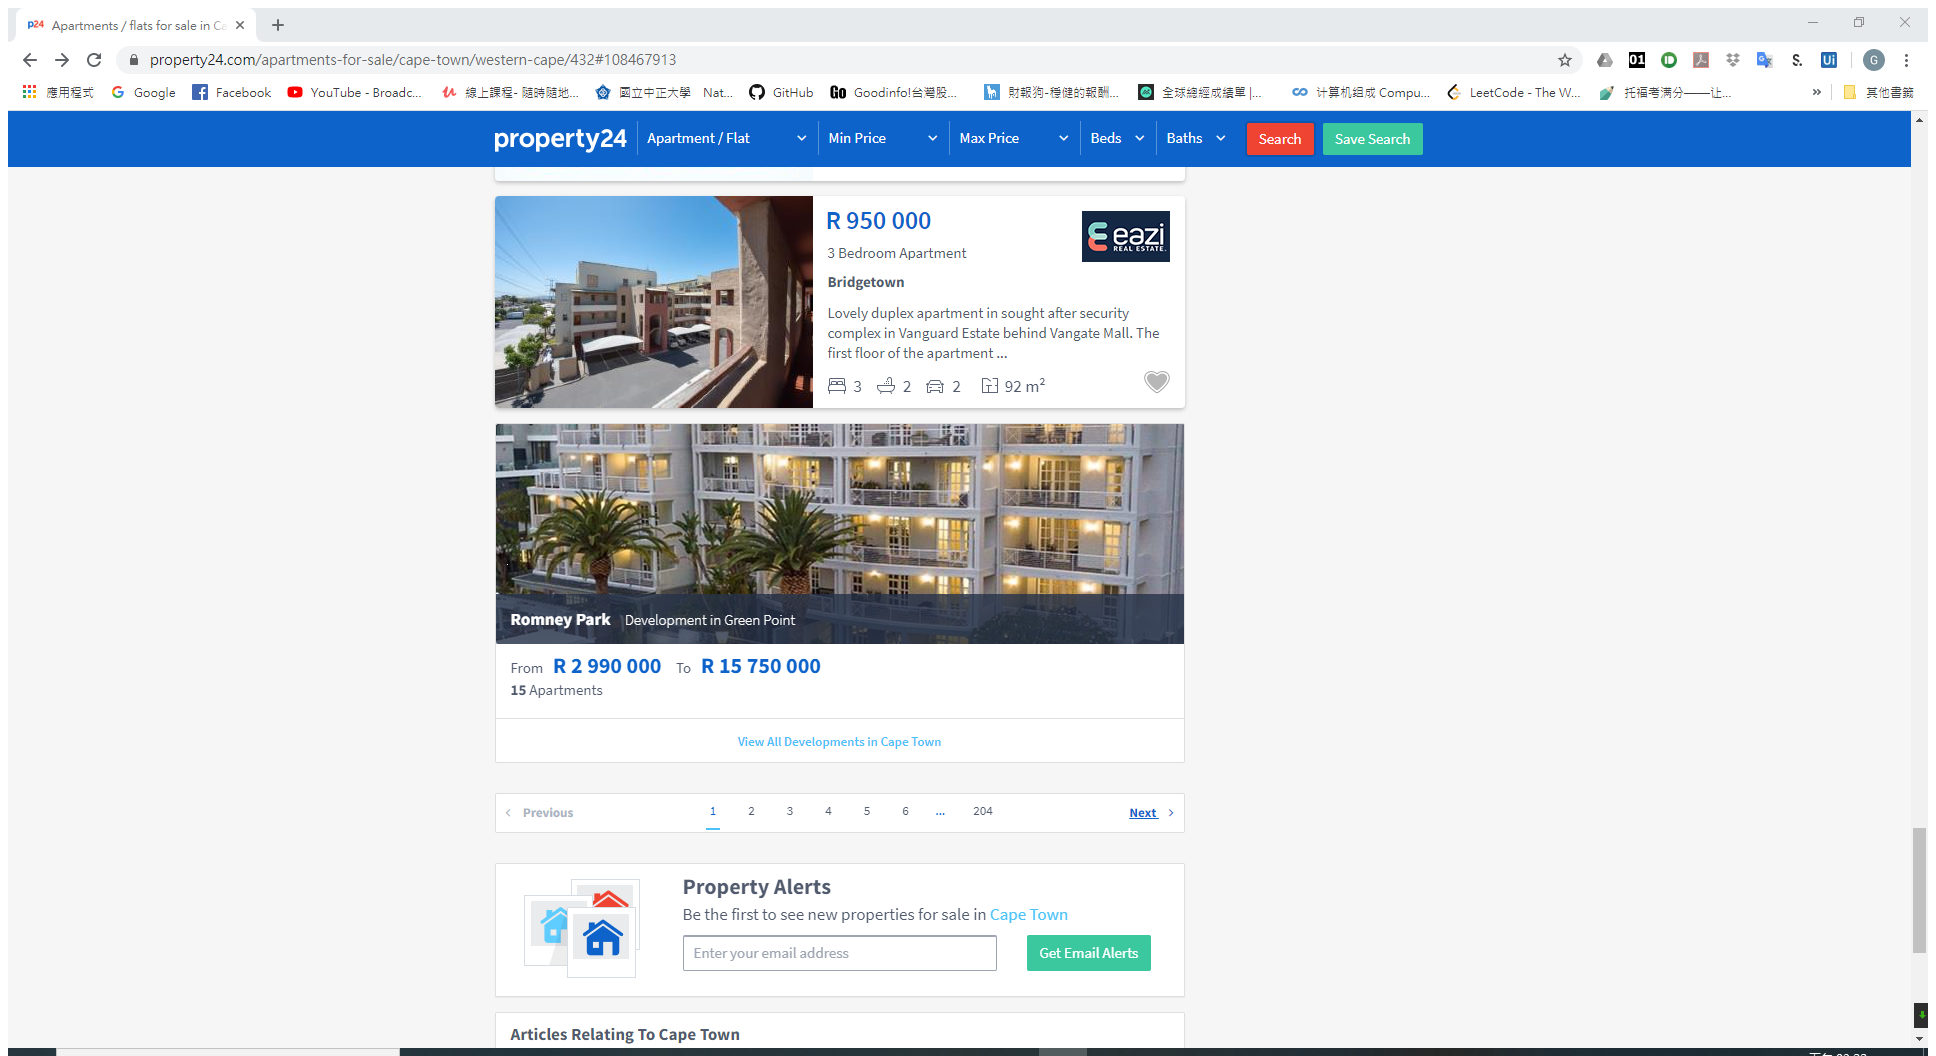 p24 Apartments / flats for sale in Ca
property24.com/apartments-for-sale/cape-town/western-cape/432#108467913
01 Ui G
應用程式 Google Facebook YouTube - Broadc... 線上課程- 隨時隨地... 國立中正大學 Nat... GitHub Go Goodinfo!台灣股... 財報狗-穩健的報酬... 全球總經成績單 |... 计算机组成 Compu... LeetCode - The W... 托福考满分——让... » 其他書籤
property24 Apartment / Flat Min Price Max Price Beds Baths Search Save Search
R 950 000
eazi
REAL ESTATE.
3 Bedroom Apartment
Bridgetown
Lovely duplex apartment in sought after security
complex in Vanguard Estate behind Vangate Mall. The
first floor of the apartment ...
3 2 2 92 m²
Romney Park Development in Green Point
From R 2 990 000 To R 15 750 000
15 Apartments
View All Developments in Cape Town
Previous 1 2 3 4 5 6 ... 204 Next
Property Alerts
Be the first to see new properties for sale in Cape Town
Enter your email address Get Email Alerts
Articles Relating To Cape Town